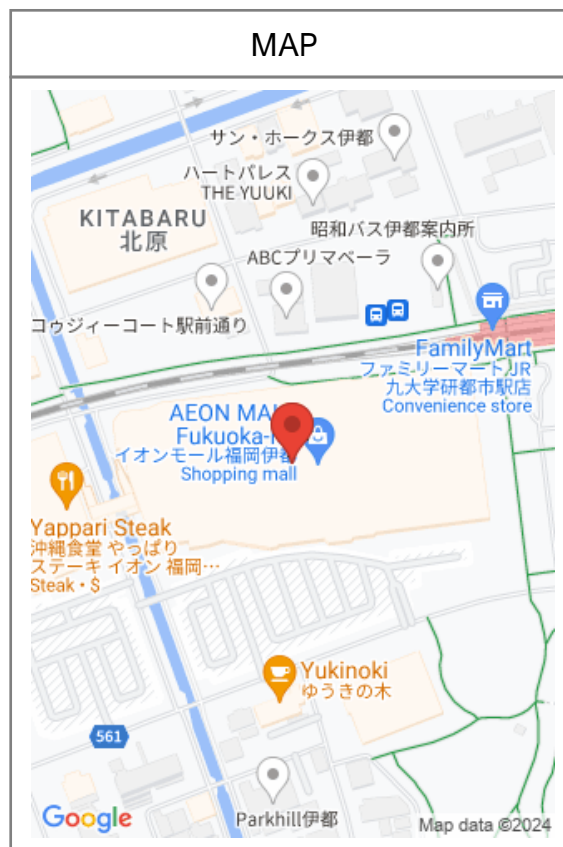 MAP
サン・ホークス伊都
ハートパレス
THE YUUKI
KITABARU
北原
昭和バス伊都案内所
ABCプリマベーラ
コゥジィーコート駅前通り
FamilyMart
ファミリーマート JR
九大学研都市駅店
Convenience store
AEON MA
Fukuoka-
イオンモール福岡伊都
Shopping mall
Yappari Steak
沖縄食堂 やっぱり
ステーキ イオン 福岡…
Steak・$
Yukinoki
ゆうきの木
561
Parkhill伊都
Google
Map data ©2024